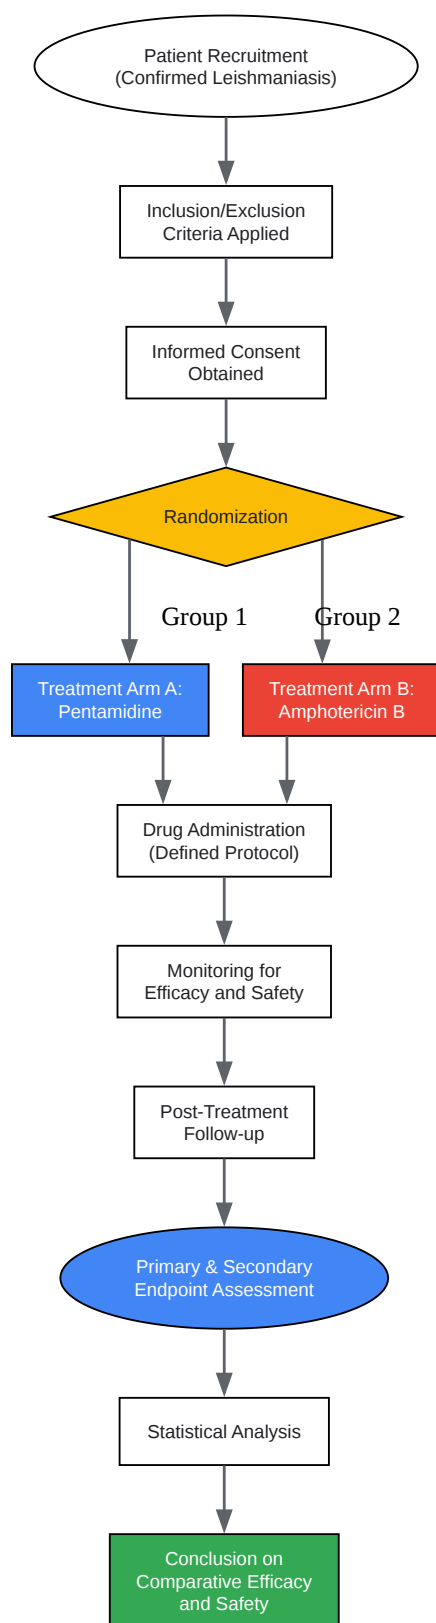 Patient Recruitment
(Confirmed Leishmaniasis)
Inclusion/Exclusion
Criteria Applied
Informed Consent
Obtained
Randomization
Group 1
Group 2
Treatment Arm A:
Pentamidine
Treatment Arm B:
Amphotericin B
Drug Administration
(Defined Protocol)
Monitoring for
Efficacy and Safety
Post-Treatment
Follow-up
Primary & Secondary
Endpoint Assessment
Statistical Analysis
Conclusion on
Comparative Efficacy
and Safety